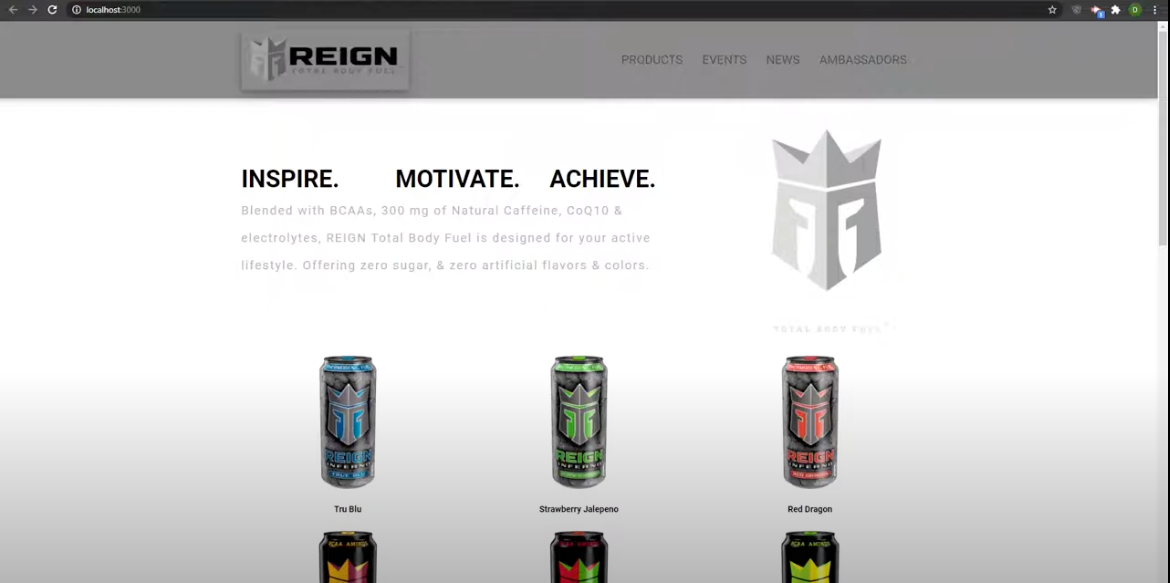 localhost:3000
D
REIGN
TOTAL BODY FUEL
PRODUCTS EVENTS NEWS AMBASSADORS
INSPIRE. MOTIVATE. ACHIEVE.
Blended with BCAAs, 300 mg of Natural Caffeine, CoQ10 &
electrolytes, REIGN Total Body Fuel is designed for your active
lifestyle. Offering zero sugar, & zero artificial flavors & colors.
TOTAL BODY FUEL
REIGN REIGN REIGN
INFERNO INFERNO INFERNO
Tru Blu Strawberry Jalepeno Red Dragon